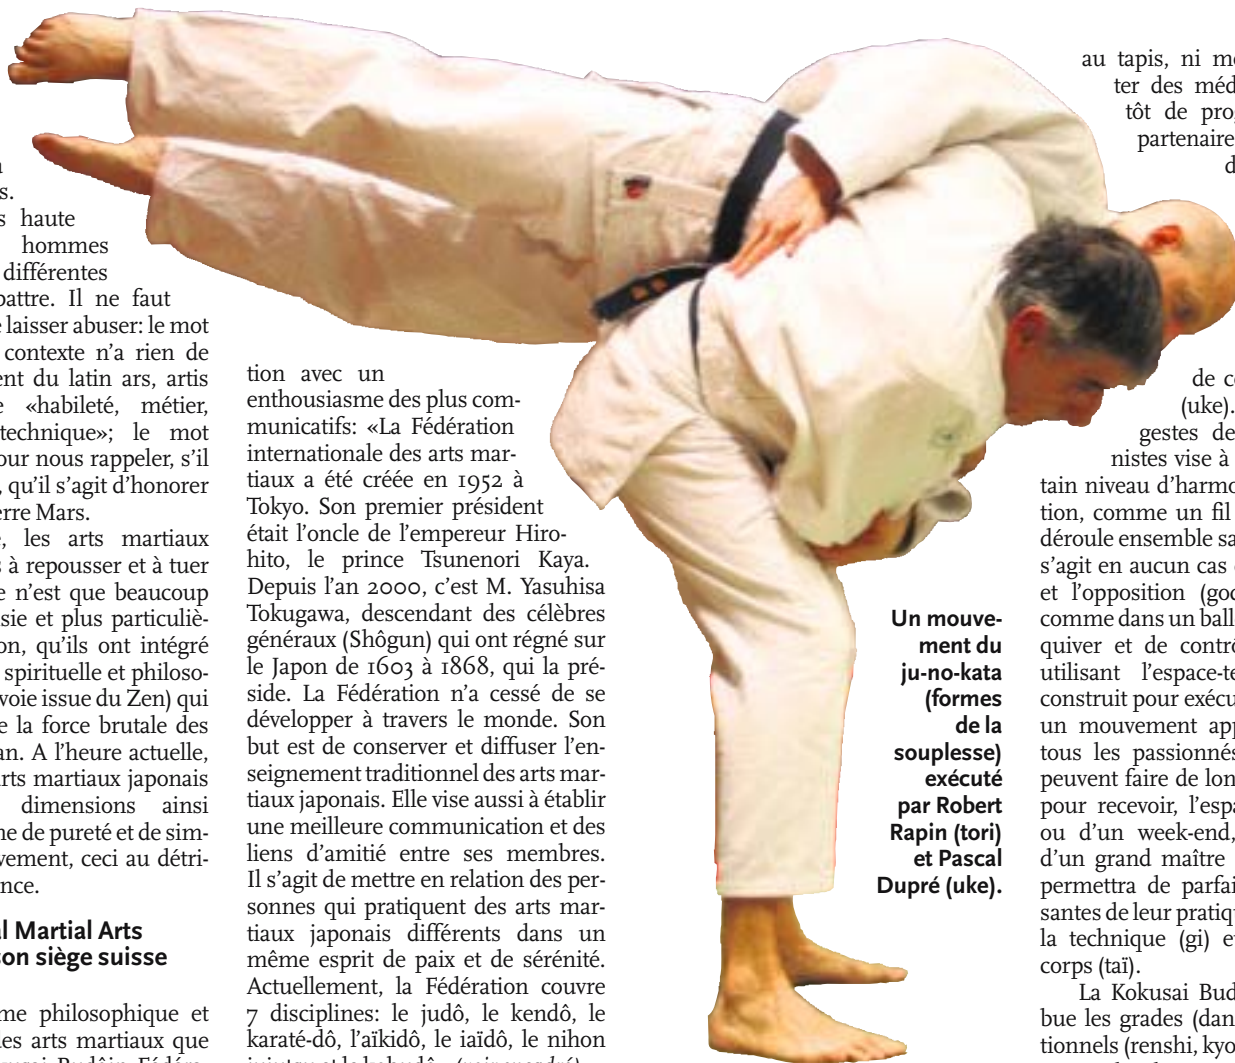 s.
s haute
hommes
différentes
battre. Il ne faut
e laisser abuser: le mot
contexte n'a rien de
ent du latin ars, artis
e «habileté, métier,
technique»; le mot
our nous rappeler, s'il
, qu'il s'agit d'honorer
erre Mars.
e, les arts martiaux
s à repousser et à tuer
e n'est que beaucoup
sie et plus particuliè-
on, qu'ils ont intégré
spirituelle et philoso-
voie issue du Zen) qui
e la force brutale des
an. A l'heure actuelle,
arts martiaux japonais
dimensions ainsi
ne de pureté et de sim-
vement, ceci au détri-
nce.
al Martial Arts
son siège suisse
me philosophique et
les arts martiaux que
tion avec un
enthousiasme des plus com-
municatifs: «La Fédération
internationale des arts mar-
tiaux a été créée en 1952 à
Tokyo. Son premier président
était l'oncle de l'empereur Hiro-
hito, le prince Tsunenori Kaya.
Depuis l'an 2000, c'est M. Yasuhisa
Tokugawa, descendant des célèbres
généraux (Shôgun) qui ont régné sur
le Japon de 1603 à 1868, qui la pré-
side. La Fédération n'a cessé de se
développer à travers le monde. Son
but est de conserver et diffuser l'en-
seignement traditionnel des arts mar-
tiaux japonais. Elle vise aussi à établir
une meilleure communication et des
liens d'amitié entre ses membres.
Il s'agit de mettre en relation des per-
sonnes qui pratiquent des arts mar-
tiaux japonais différents dans un
même esprit de paix et de sérénité.
Actuellement, la Fédération couvre
7 disciplines: le judô, le kendô, le
karaté-dô, l'aïkidô, le iaïdô, le nihon
Un mouve-
ment du
ju-no-kata
(formes
de la
souplesse)
exécuté
par Robert
Rapin (tori)
et Pascal
Dupré (uke).
au tapis, ni mo
ter des méd
tôt de prog
partenaire
d
de co
(uke).
gestes de
nistes vise à
tain niveau d'harmo
tion, comme un fil
déroule ensemble sa
s'agit en aucun cas d
et l'opposition (god
comme dans un balle
quiver et de contrô
utilisant l'espace-te
construit pour exécu
un mouvement app
tous les passionnés
peuvent faire de lon
pour recevoir, l'espa
ou d'un week-end,
d'un grand maître
permettra de parfai
santes de leur pratiqu
la technique (gi) e
corps (taï).
La Kokusai Bud
bue les grades (dan
tionnels (renshi, kyo